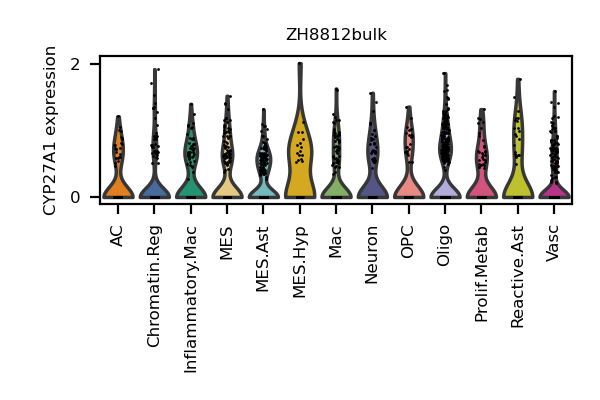 ZH8812bulk
CYP27A1 expression
2
0
AC
Chromatin.Reg
Inflammatory.Mac
MES
MES.Ast
MES.Hyp
Mac
Neuron
OPC
Oligo
Prolif.Metab
Reactive.Ast
Vasc